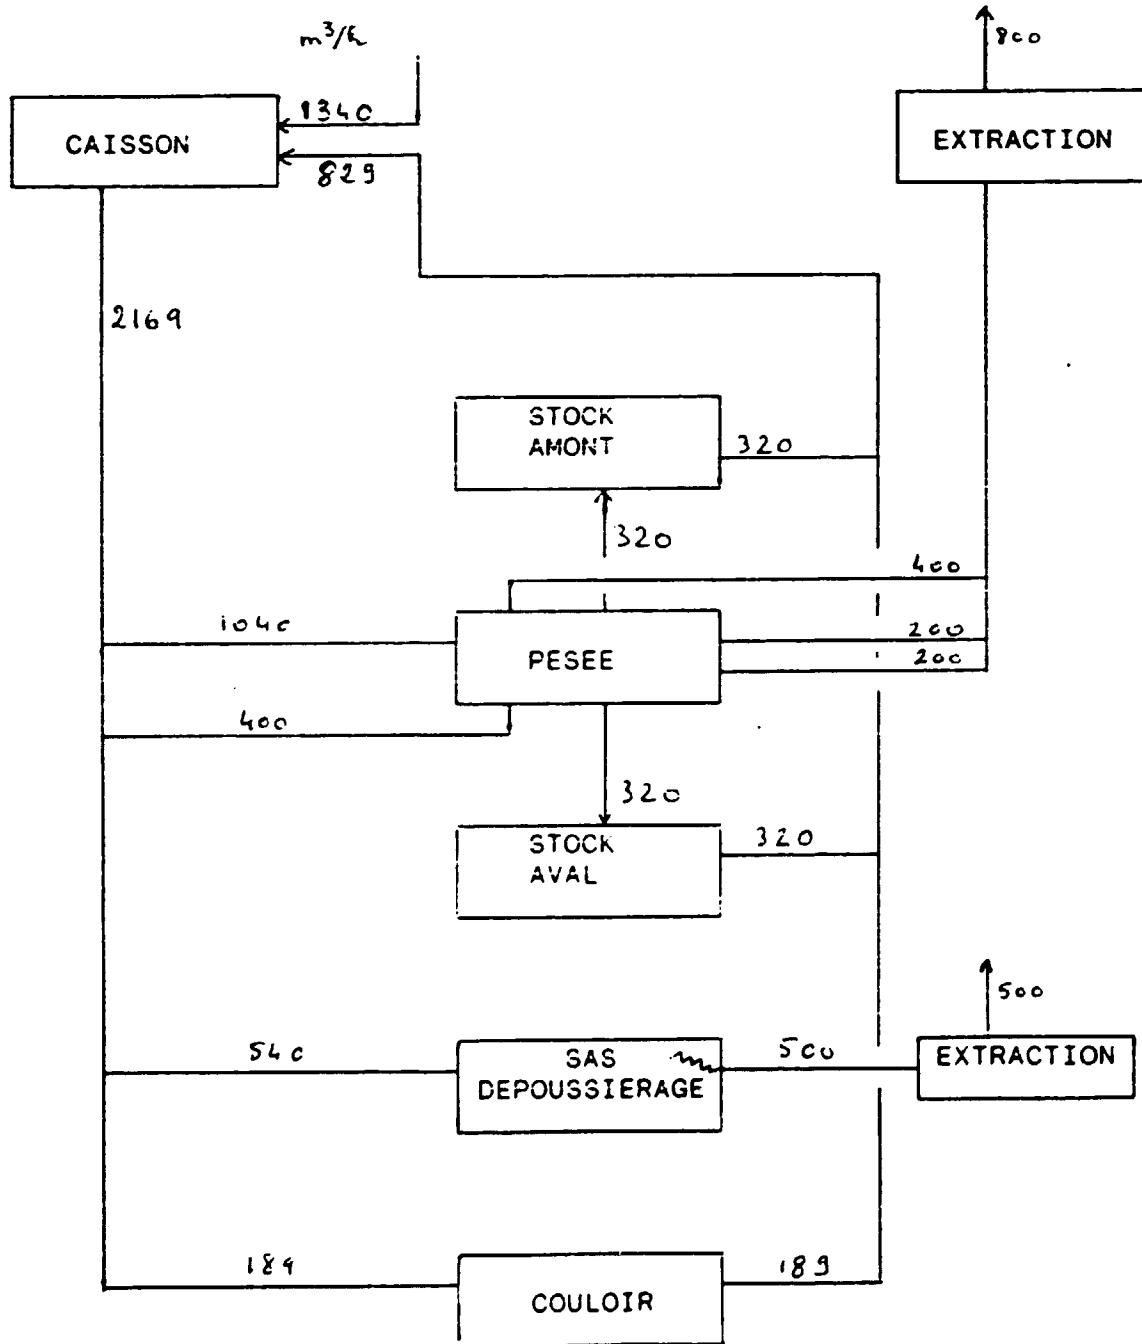 m³/h
800
1340
CAISSON
EXTRACTION
829
2169
STOCK
AMONT
320
320
400
1040
200
PESEE
200
400
320
STOCK
320
AVAL
500
540
SAS
500
EXTRACTION
DEPOUSSIERAGE
189
189
COULOIR